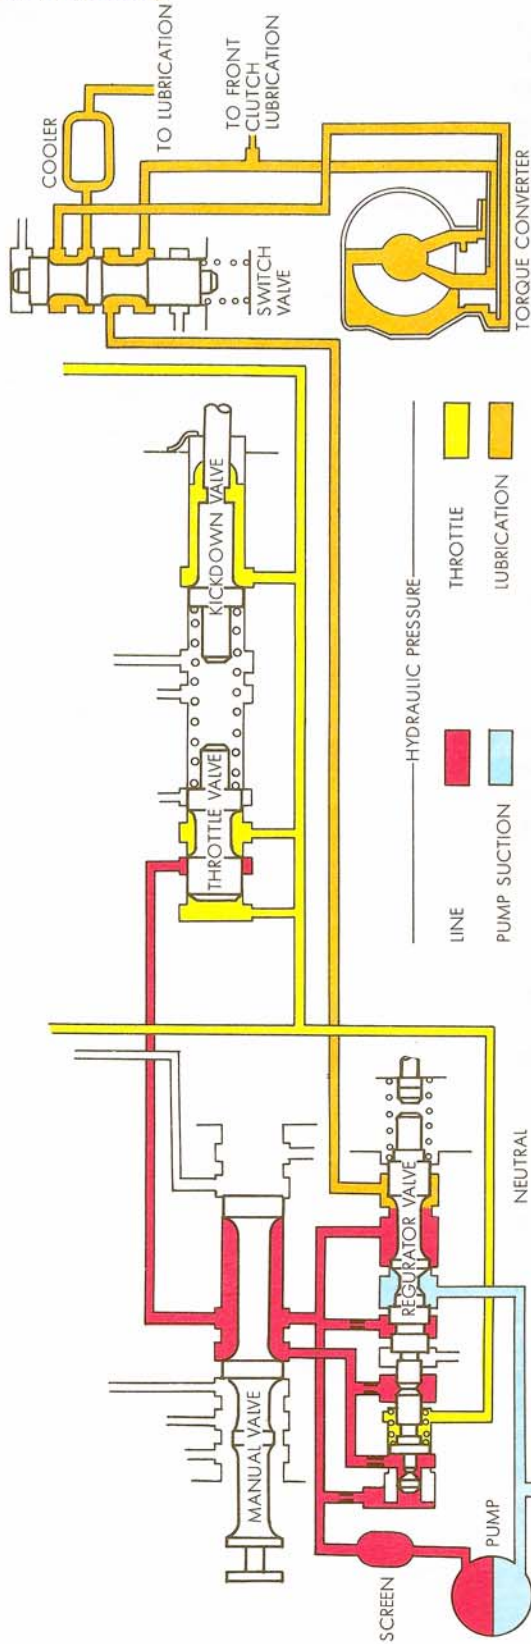 COOLER
TO LUBRICATION
TO FRONT
CLUTCH
LUBRICATION
SWITCH
VALVE
TORQUE CONVERTER
KICKDOWN VALVE
THROTTLE VALVE
HYDRAULIC PRESSURE
LINE
THROTTLE
PUMP SUCTION
LUBRICATION
MANUAL VALVE
REGURATOR VALVE
NEUTRAL
SCREEN
PUMP